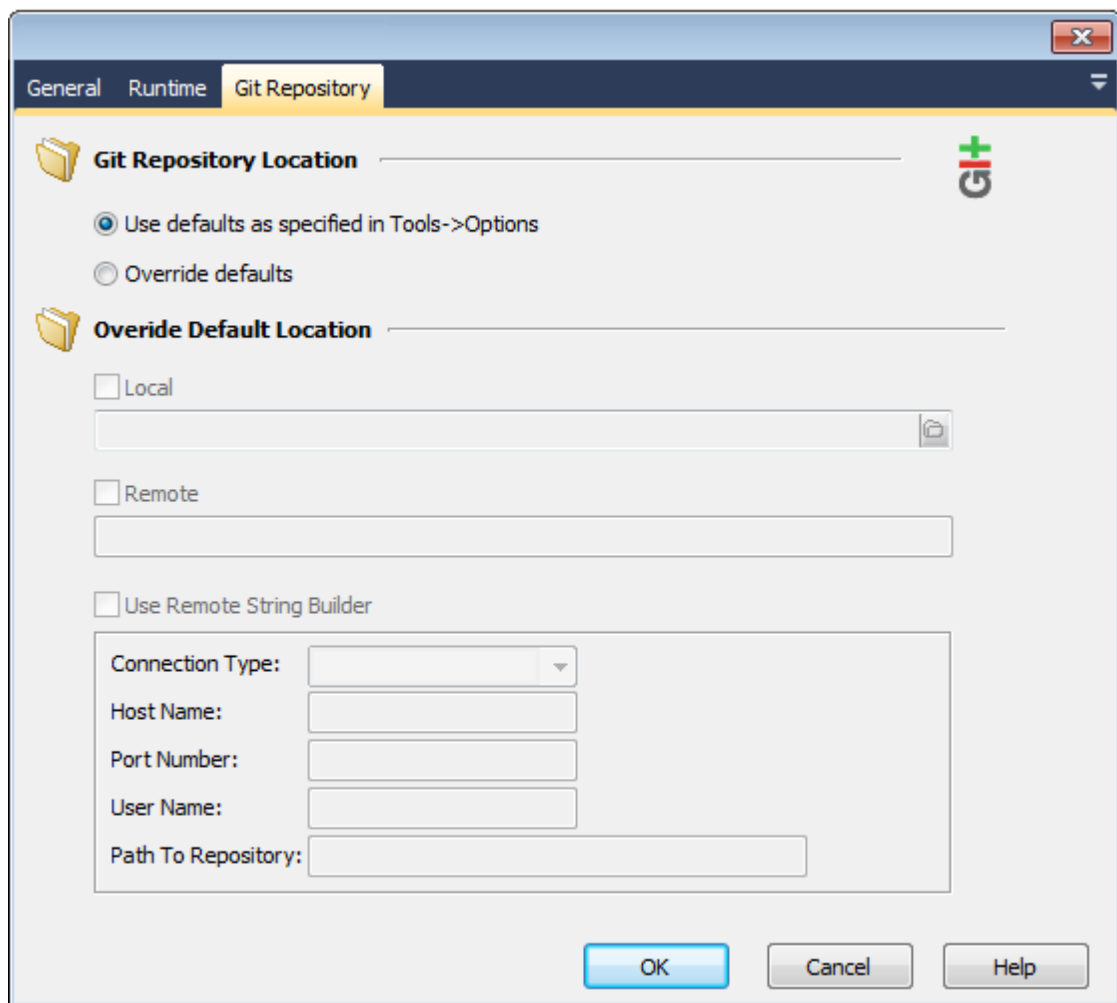 General Runtime Git Repository
Git Repository Location
GIt
Use defaults as specified in Tools->Options
Override defaults
Overide Default Location
Local
Remote
Use Remote String Builder
Connection Type:
Host Name:
Port Number:
User Name:
Path To Repository:
OK Cancel Help